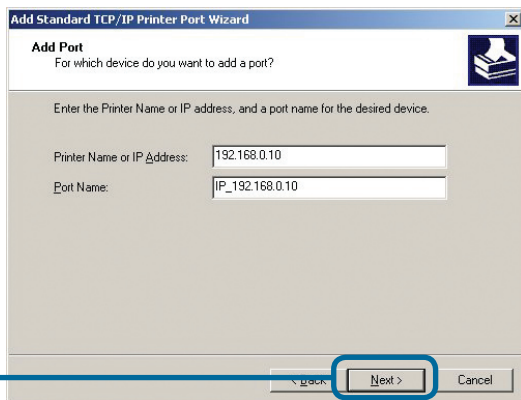 Add Standard TCP/IP Printer Port Wizard
Add Port
For which device do you want to add a port?
Enter the Printer Name or IP address, and a port name for the desired device.
Printer Name or IP Address: 192.168.0.10
Port Name: IP_192.168.0.10
< Back Next > Cancel